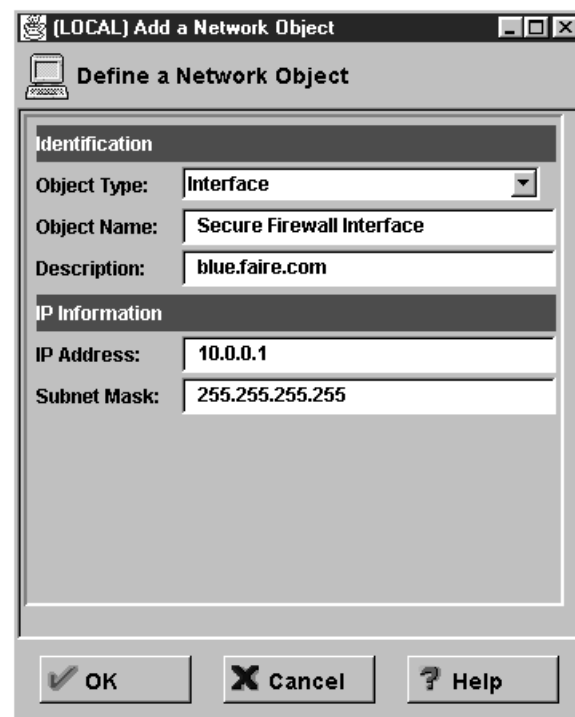 (LOCAL) Add a Network Object
Define a Network Object
Identification
Object Type: Interface
Object Name: Secure Firewall Interface
Description: blue.faire.com
IP Information
IP Address: 10.0.0.1
Subnet Mask: 255.255.255.255
OK Cancel ? Help